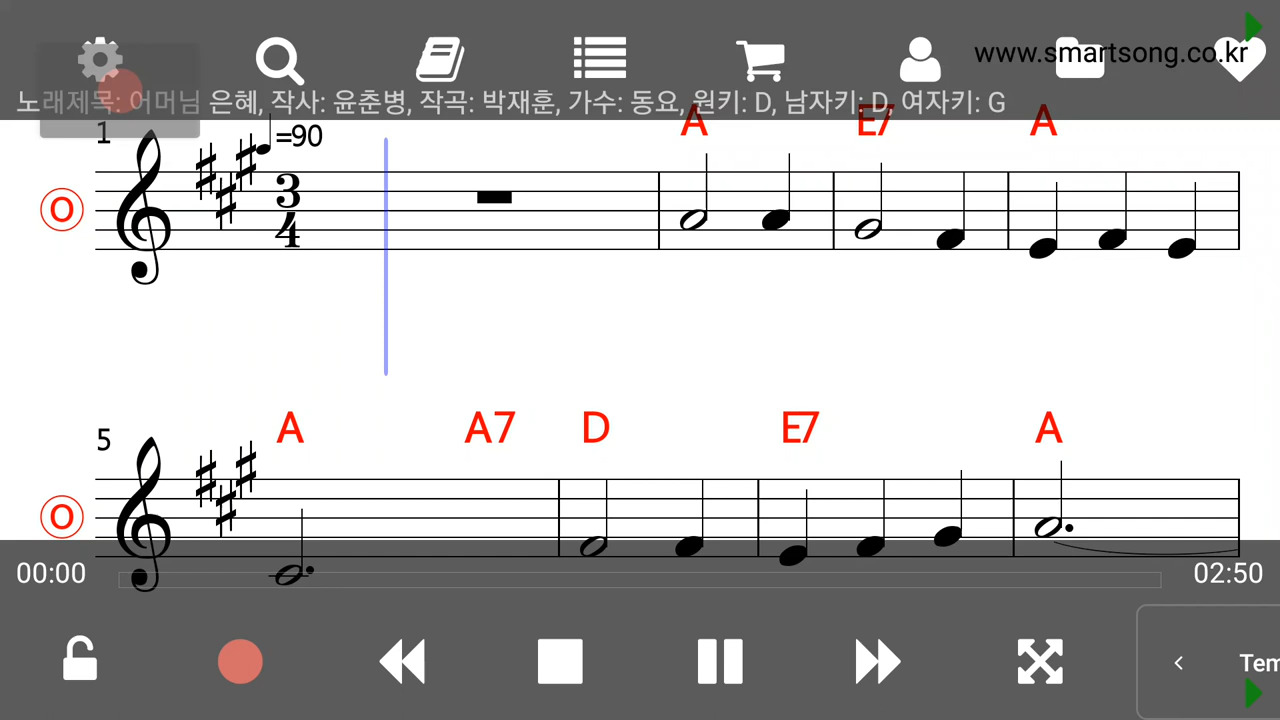 www.smartsong.co.kr
노래제목: 어머님 은혜, 작사: 윤춘병, 작곡: 박재훈, 가수: 동요, 원키: D, 남자키: D, 여자키: G
1 =90 A E7 A
3
4
O
5 A A7 D E7 A
O
00:00 02:50
< Tem